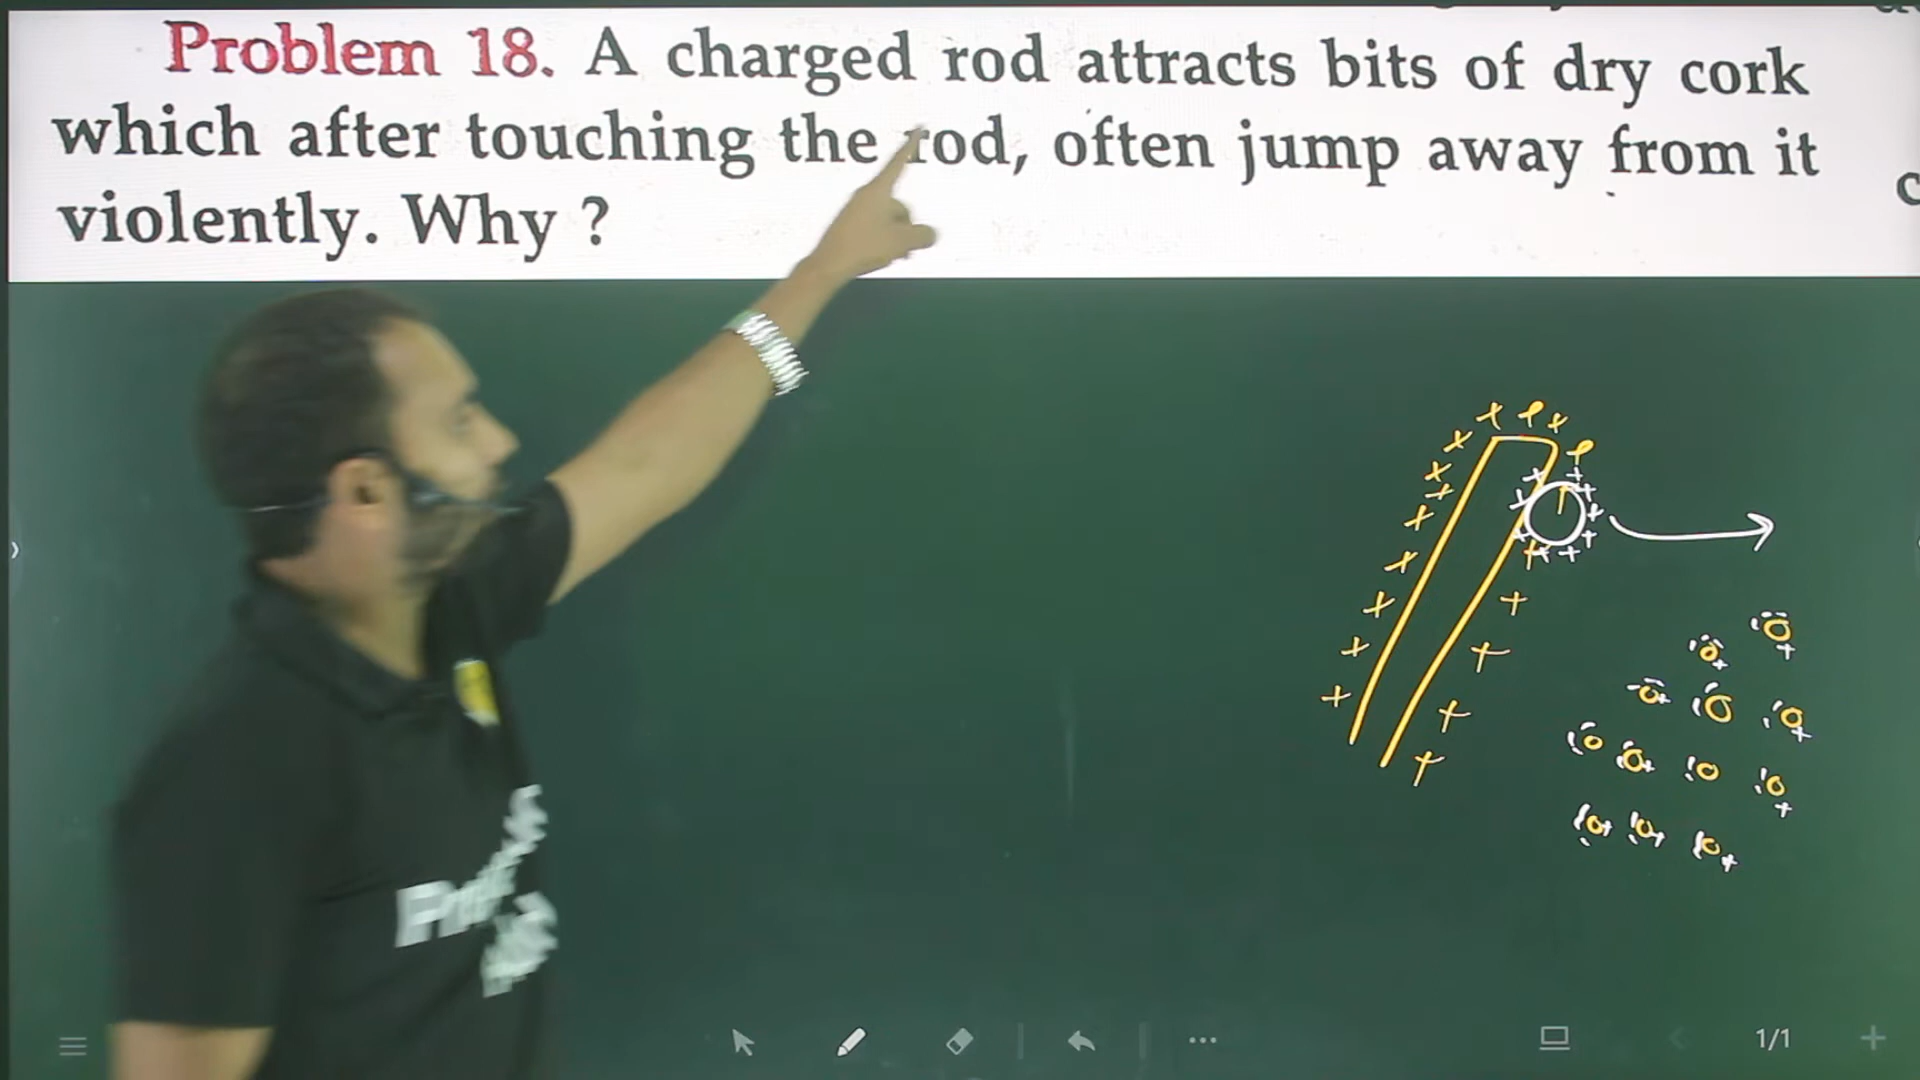 Problem 18. A charged rod attracts bits of dry cork
which after touching the rod, often jump away from it
violently. Why ?
1/1